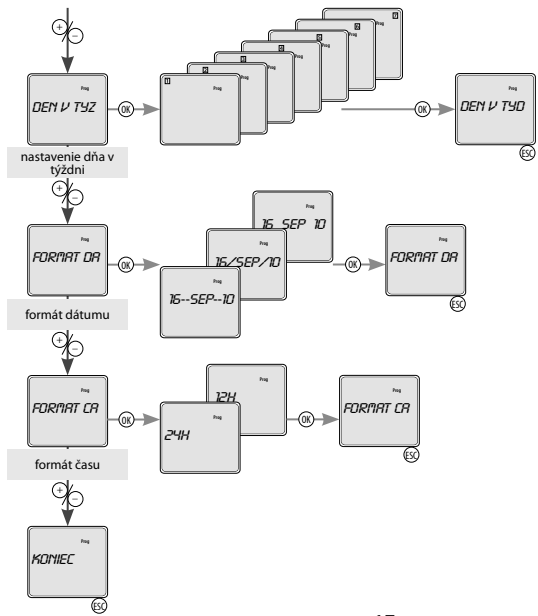 +
−
Prog
DEN V TYZ
OK
1
2
3
4
5
6
7
Prog
Prog
Prog
OK
Prog
DEN V TYD
ESC
nastavenie dňa v
týždni
+
−
Prog
FORMAT DA
OK
Prog
16--SEP--10
16/SEP/10
Prog
16 SEP 10
OK
Prog
FORMAT DA
ESC
formát dátumu
+
−
Prog
FORMAT CA
OK
Prog
24H
Prog
12H
OK
Prog
FORMAT CA
ESC
formát času
+
−
Prog
KONIEC
ESC